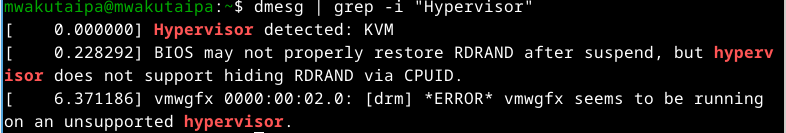 mwakutaipa@mwakutaipa:~$ dmesg | grep -i "Hypervisor"
[    0.000000] Hypervisor detected: KVM
[    0.228292] BIOS may not properly restore RDRAND after suspend, but hyperv
isor does not support hiding RDRAND via CPUID.
[    6.371186] vmwgfx 0000:00:02.0: [drm] *ERROR* vmwgfx seems to be running
on an unsupported hypervisor.